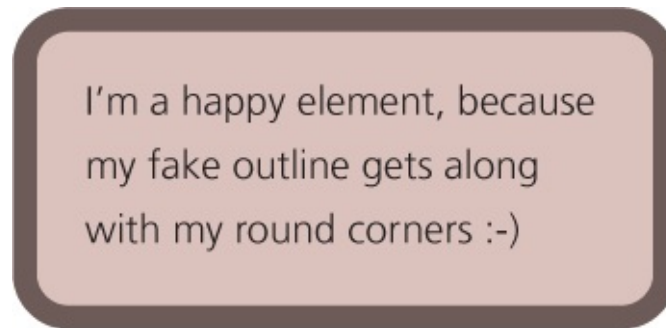 I’m a happy element, because
my fake outline gets along
with my round corners :-)